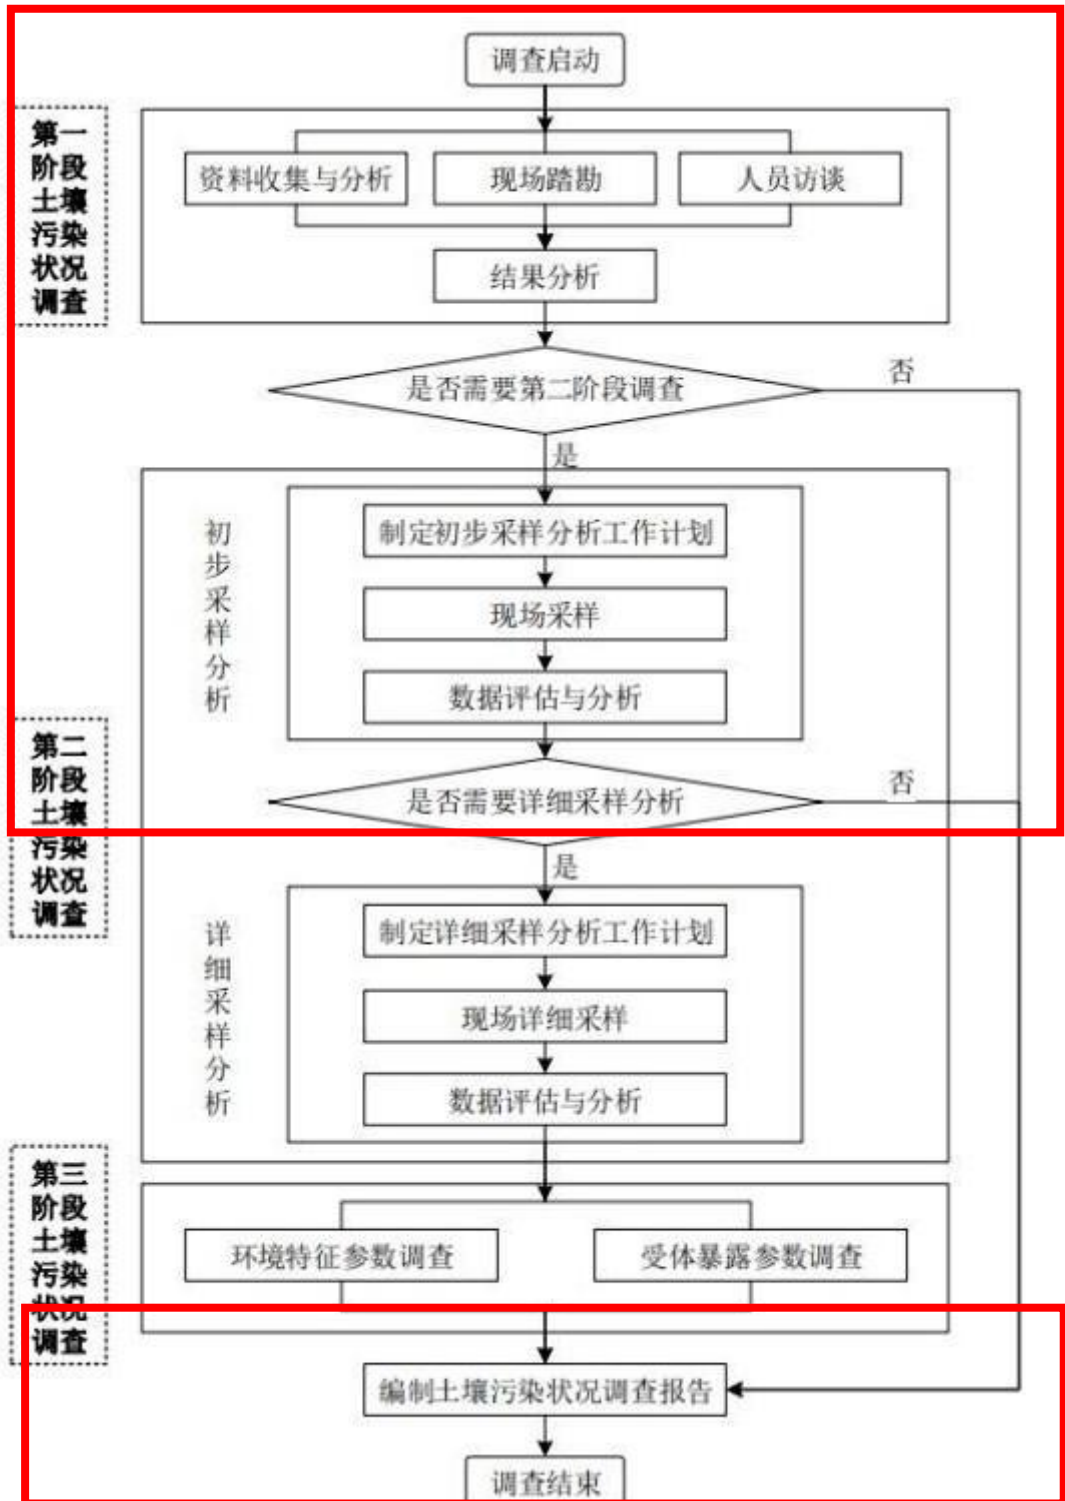 调查启动
第一
阶段
土壤
污染
状况
调查
资料收集与分析
现场踏勘
人员访谈
结果分析
是否需要第二阶段调查
否
是
初
步
采
样
分
析
制定初步采样分析工作计划
现场采样
数据评估与分析
第二
阶段
土壤
污染
状况
调查
是否需要详细采样分析
否
是
详
细
采
样
分
析
制定详细采样分析工作计划
现场详细采样
数据评估与分析
第三
阶段
土壤
污染
状况
调查
环境特征参数调查
受体暴露参数调查
编制土壤污染状况调查报告
调查结束